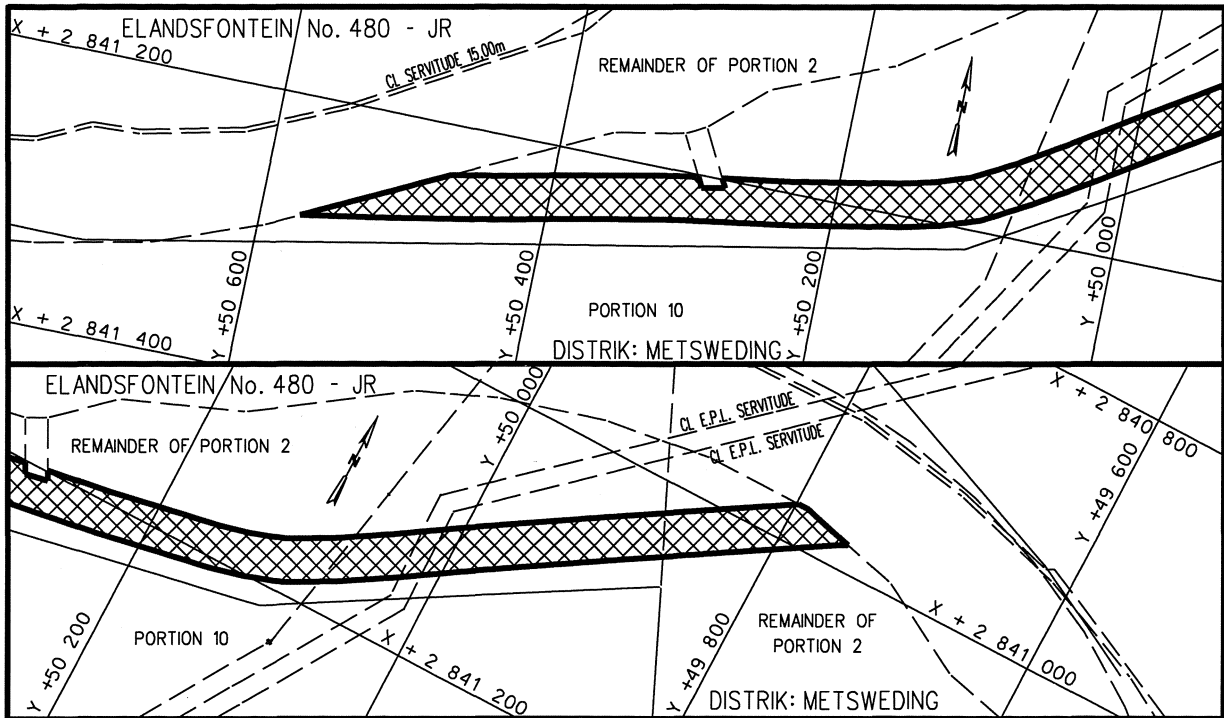 ELANDSFONTEIN No. 480 - JR
X + 2 841 200
CL SERVITUDE 15,00m
REMAINDER OF PORTION 2
N
Y +50 600
Y +50 400
Y +50 200
Y +50 000
X + 2 841 400
PORTION 10
DISTRIK: METSWEDING
ELANDSFONTEIN No. 480 - JR
REMAINDER OF PORTION 2
N
Y +50 000
CL E.P.L. SERVITUDE
CL E.P.L. SERVITUDE
X + 2 840 800
Y +49 600
Y +50 200
PORTION 10
X + 2 841 200
Y +49 800
REMAINDER OF
PORTION 2
X + 2 841 000
DISTRIK: METSWEDING